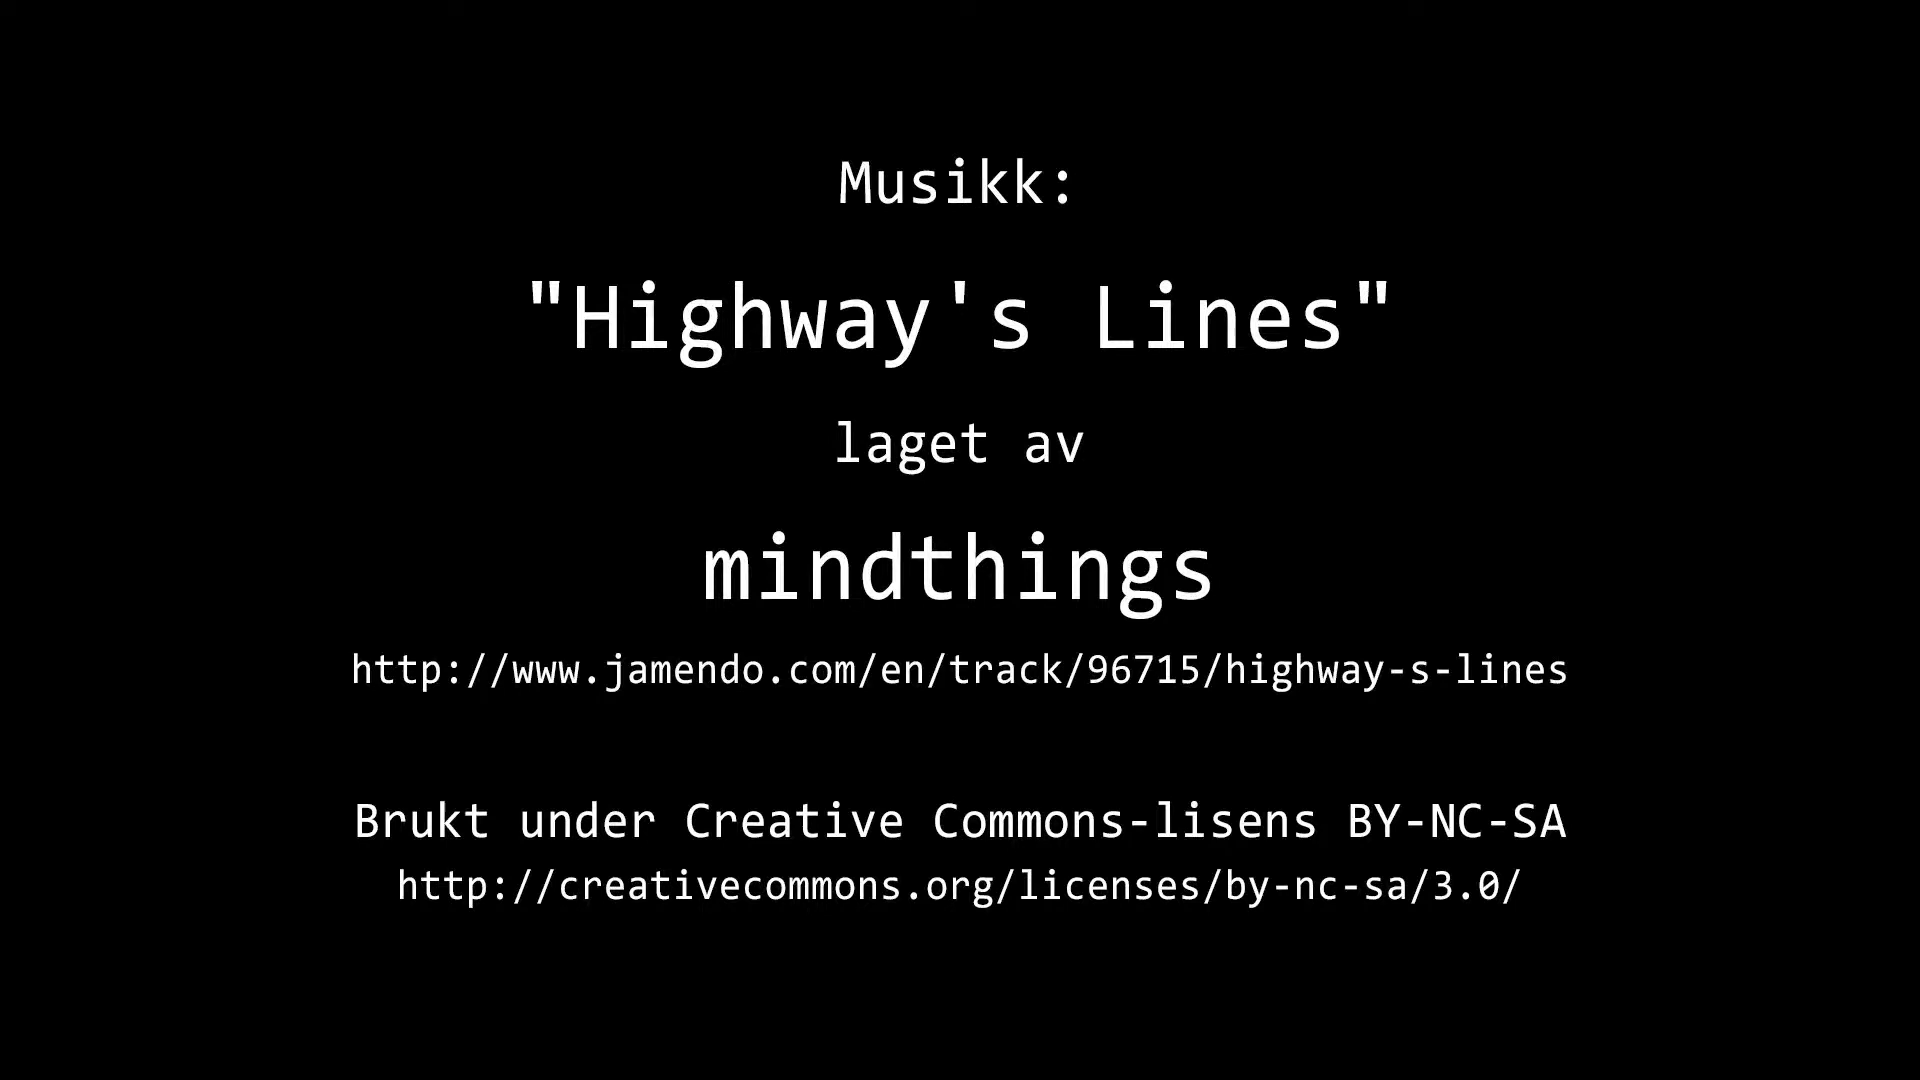 Musikk:
"Highway's Lines"
laget av
mindthings
http://www.jamendo.com/en/track/96715/highway-s-lines
Brukt under Creative Commons-lisens BY-NC-SA
http://creativecommons.org/licenses/by-nc-sa/3.0/